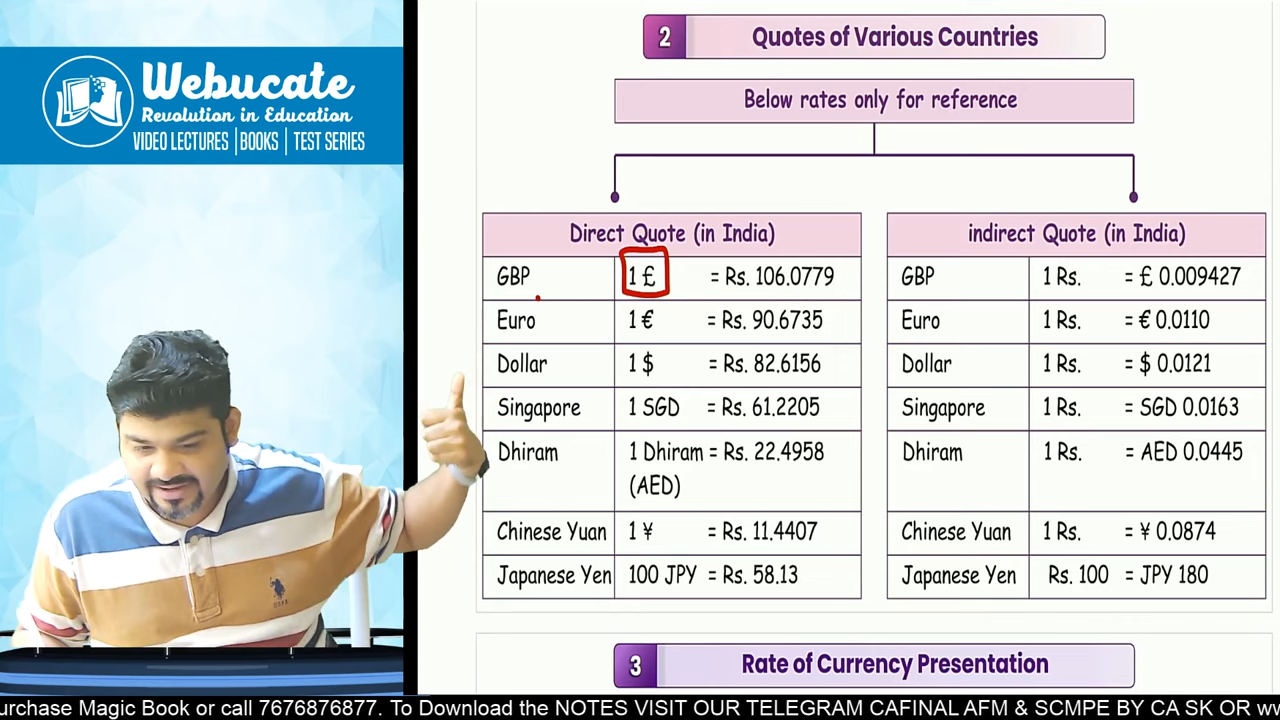 Webucate
Revolution in Education
VIDEO LECTURES | BOOKS | TEST SERIES
2 Quotes of Various Countries
Below rates only for reference
Direct Quote (in India)
GBP 1 £ = Rs. 106.0779
Euro 1 € = Rs. 90.6735
Dollar 1 $ = Rs. 82.6156
Singapore 1 SGD = Rs. 61.2205
Dhiram 1 Dhiram = Rs. 22.4958
(AED)
Chinese Yuan 1 ¥ = Rs. 11.4407
Japanese Yen 100 JPY = Rs. 58.13
indirect Quote (in India)
GBP 1 Rs. = £ 0.009427
Euro 1 Rs. = € 0.0110
Dollar 1 Rs. = $ 0.0121
Singapore 1 Rs. = SGD 0.0163
Dhiram 1 Rs. = AED 0.0445
Chinese Yuan 1 Rs. = ¥ 0.0874
Japanese Yen Rs. 100 = JPY 180
3 Rate of Currency Presentation
urchase Magic Book or call 7676876877. To Download the NOTES VISIT OUR TELEGRAM CAFINAL AFM & SCMPE BY CA SK OR w